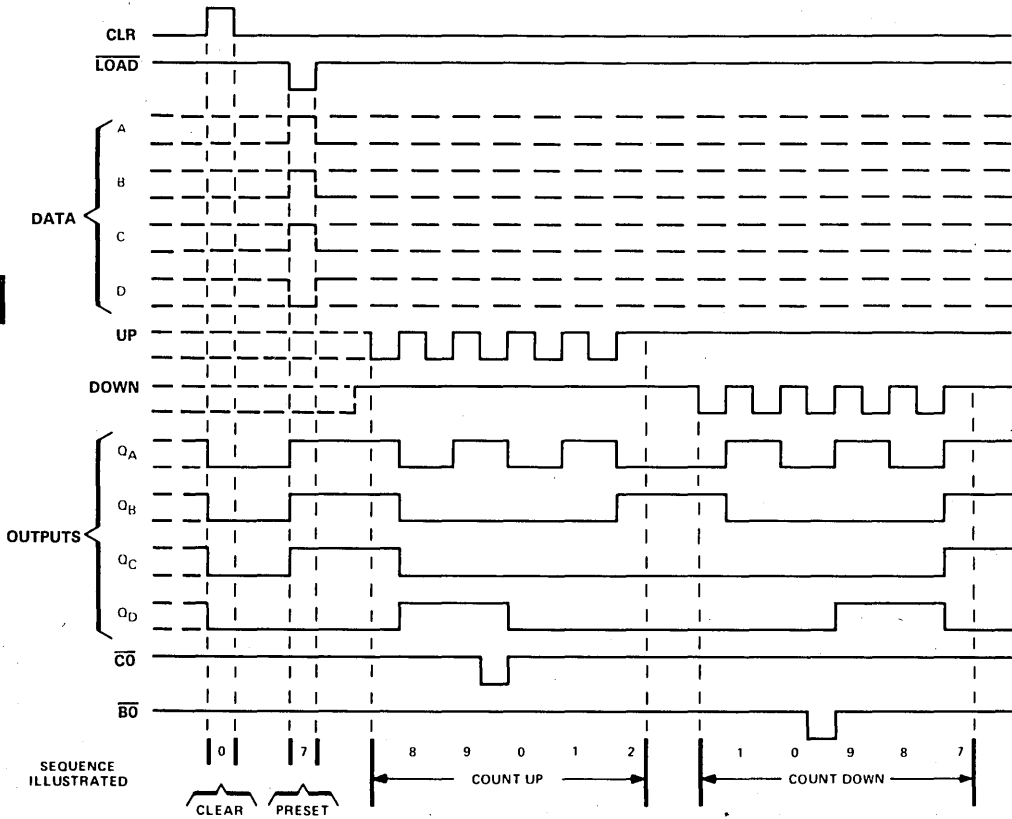 CLR
LOAD
A
B
DATA
C
D
UP
DOWN
QA
QB
OUTPUTS
QC
QD
CO
BO
SEQUENCE
ILLUSTRATED
0 7 8 9 0 1 2 1 0 9 8 7
COUNT UP COUNT DOWN
CLEAR PRESET